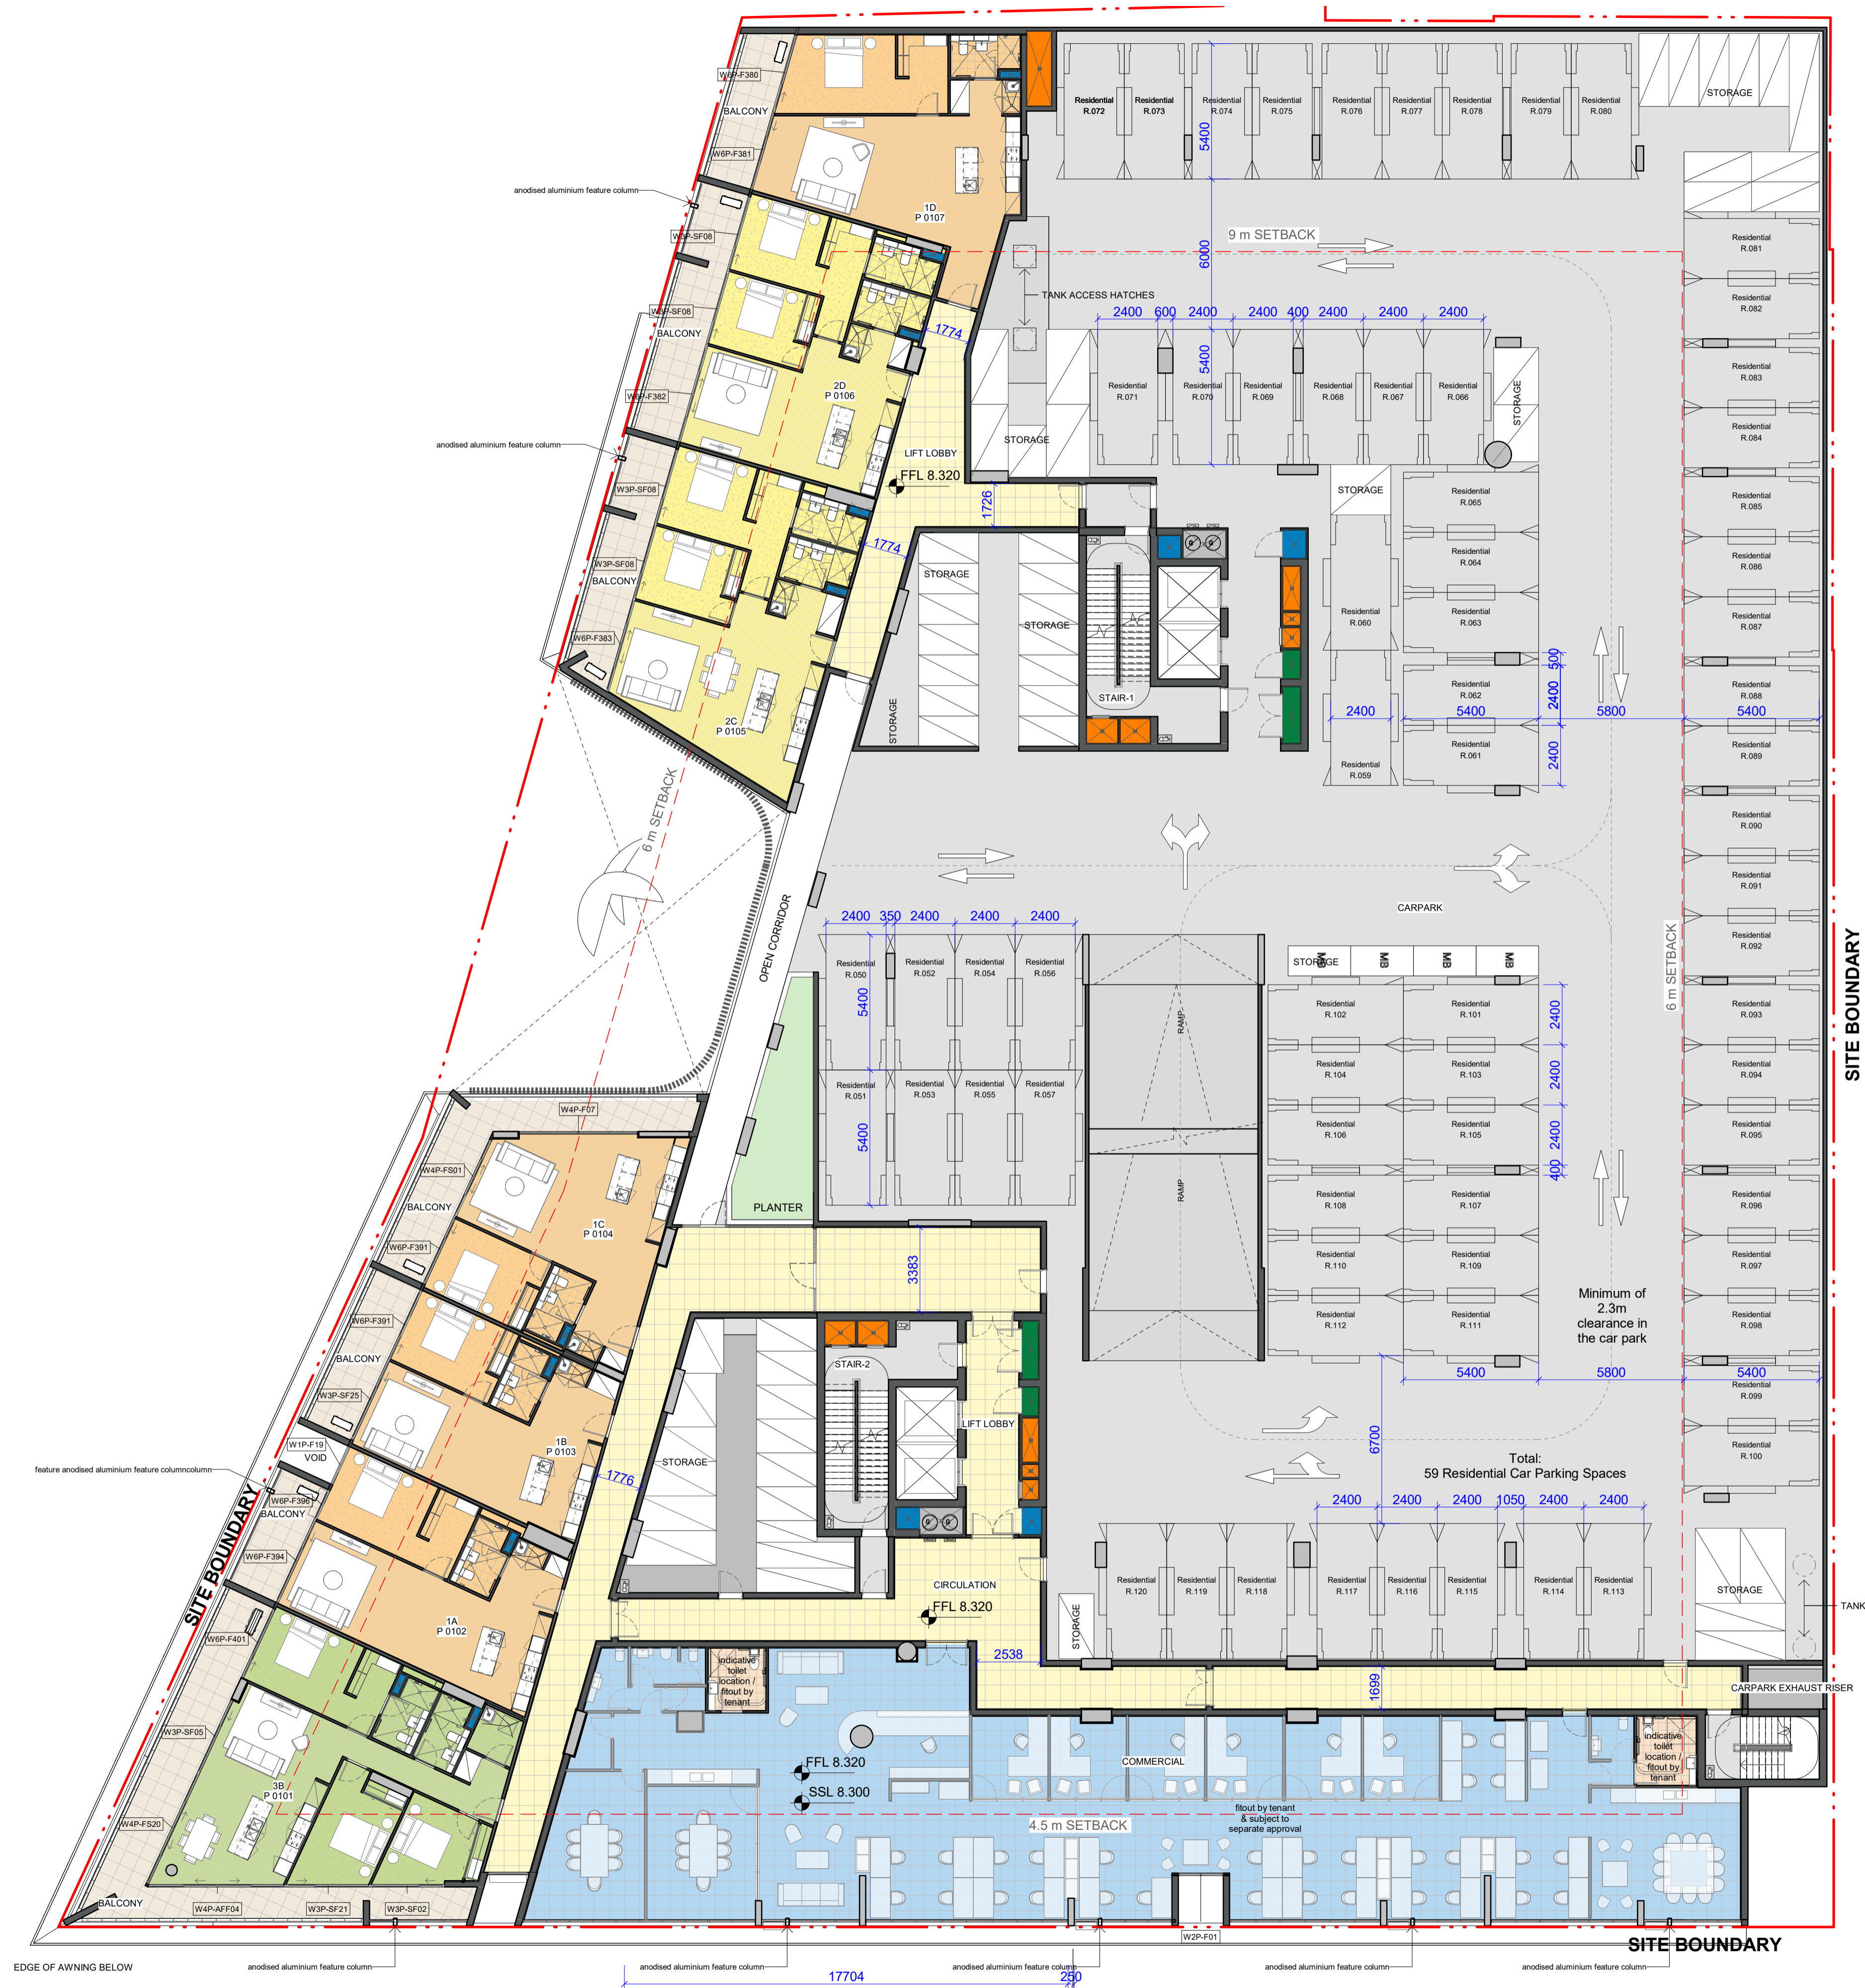 W6P-F380
BALCONY
W6P-F381
anodised aluminium feature column
W3P-SF08
W3P-SF08
BALCONY
W6P-F382
anodised aluminium feature column
W3P-SF08
W3P-SF08
BALCONY
W6P-F383
1D
P 0107
2D
P 0106
2C
P 0105
1774
LIFT LOBBY
FFL 8.320
1726
1774
6 m SETBACK
OPEN CORRIDOR
Residential
R.072
Residential
R.073
Residential
R.074
Residential
R.075
Residential
R.076
Residential
R.077
Residential
R.078
Residential
R.079
Residential
R.080
STORAGE
5400
9 m SETBACK
6000
TANK ACCESS HATCHES
2400
600
2400
2400
400
2400
2400
2400
5400
Residential
R.071
Residential
R.070
Residential
R.069
Residential
R.068
Residential
R.067
Residential
R.066
STORAGE
STORAGE
STORAGE
Residential
R.065
Residential
R.064
Residential
R.063
Residential
R.062
Residential
R.061
Residential
R.060
Residential
R.059
500
2400
2400
2400
5400
5800
5400
STORAGE
STORAGE
STORAGE
STAIR-1
Residential
R.081
Residential
R.082
Residential
R.083
Residential
R.084
Residential
R.085
Residential
R.086
Residential
R.087
Residential
R.088
Residential
R.089
Residential
R.090
Residential
R.091
Residential
R.092
Residential
R.093
Residential
R.094
Residential
R.095
Residential
R.096
Residential
R.097
Residential
R.098
Residential
R.099
Residential
R.100
6 m SETBACK
SITE BOUNDARY
CARPARK
2400
350
2400
2400
2400
Residential
R.050
Residential
R.052
Residential
R.054
Residential
R.056
5400
Residential
R.051
Residential
R.053
Residential
R.055
Residential
R.057
5400
RAMP
RAMP
STORAGE
MB
MB
MB
MB
Residential
R.102
Residential
R.101
Residential
R.104
Residential
R.103
Residential
R.106
Residential
R.105
Residential
R.108
Residential
R.107
Residential
R.110
Residential
R.109
Residential
R.112
Residential
R.111
2400
2400
2400
400
Minimum of
2.3m
clearance in
the car park
5400
5800
5400
6700
Total:
59 Residential Car Parking Spaces
2400
2400
2400
1050
2400
2400
Residential
R.120
Residential
R.119
Residential
R.118
Residential
R.117
Residential
R.116
Residential
R.115
Residential
R.114
Residential
R.113
STORAGE
STORAGE
TANK
PLANTER
3383
W4P-F07
W4P-FS01
BALCONY
W6P-F391
1C
P 0104
W6P-F391
BALCONY
W3P-SF25
1B
P 0103
W1P-F19
VOID
feature anodised aluminium feature columncolumn
W6P-F396
BALCONY
W6P-F394
1A
P 0102
SITE BOUNDARY
W6P-F401
W3P-SF05
3B
P 0101
W4P-FS20
BALCONY
W4P-AFF04
W3P-SF21
W3P-SF02
1776
STORAGE
STAIR-2
LIFT LOBBY
CIRCULATION
FFL 8.320
2538
1699
CARPARK EXHAUST RISER
indicative
toilet
location /
fitout by
tenant
indicative
toilet
location /
fitout by
tenant
COMMERCIAL
FFL 8.320
SSL 8.300
fitout by tenant
& subject to
separate approval
4.5 m SETBACK
W2P-F01
SITE BOUNDARY
EDGE OF AWNING BELOW
anodised aluminium feature column
anodised aluminium feature column
anodised aluminium feature column
anodised aluminium feature column
anodised aluminium feature column
17704
250